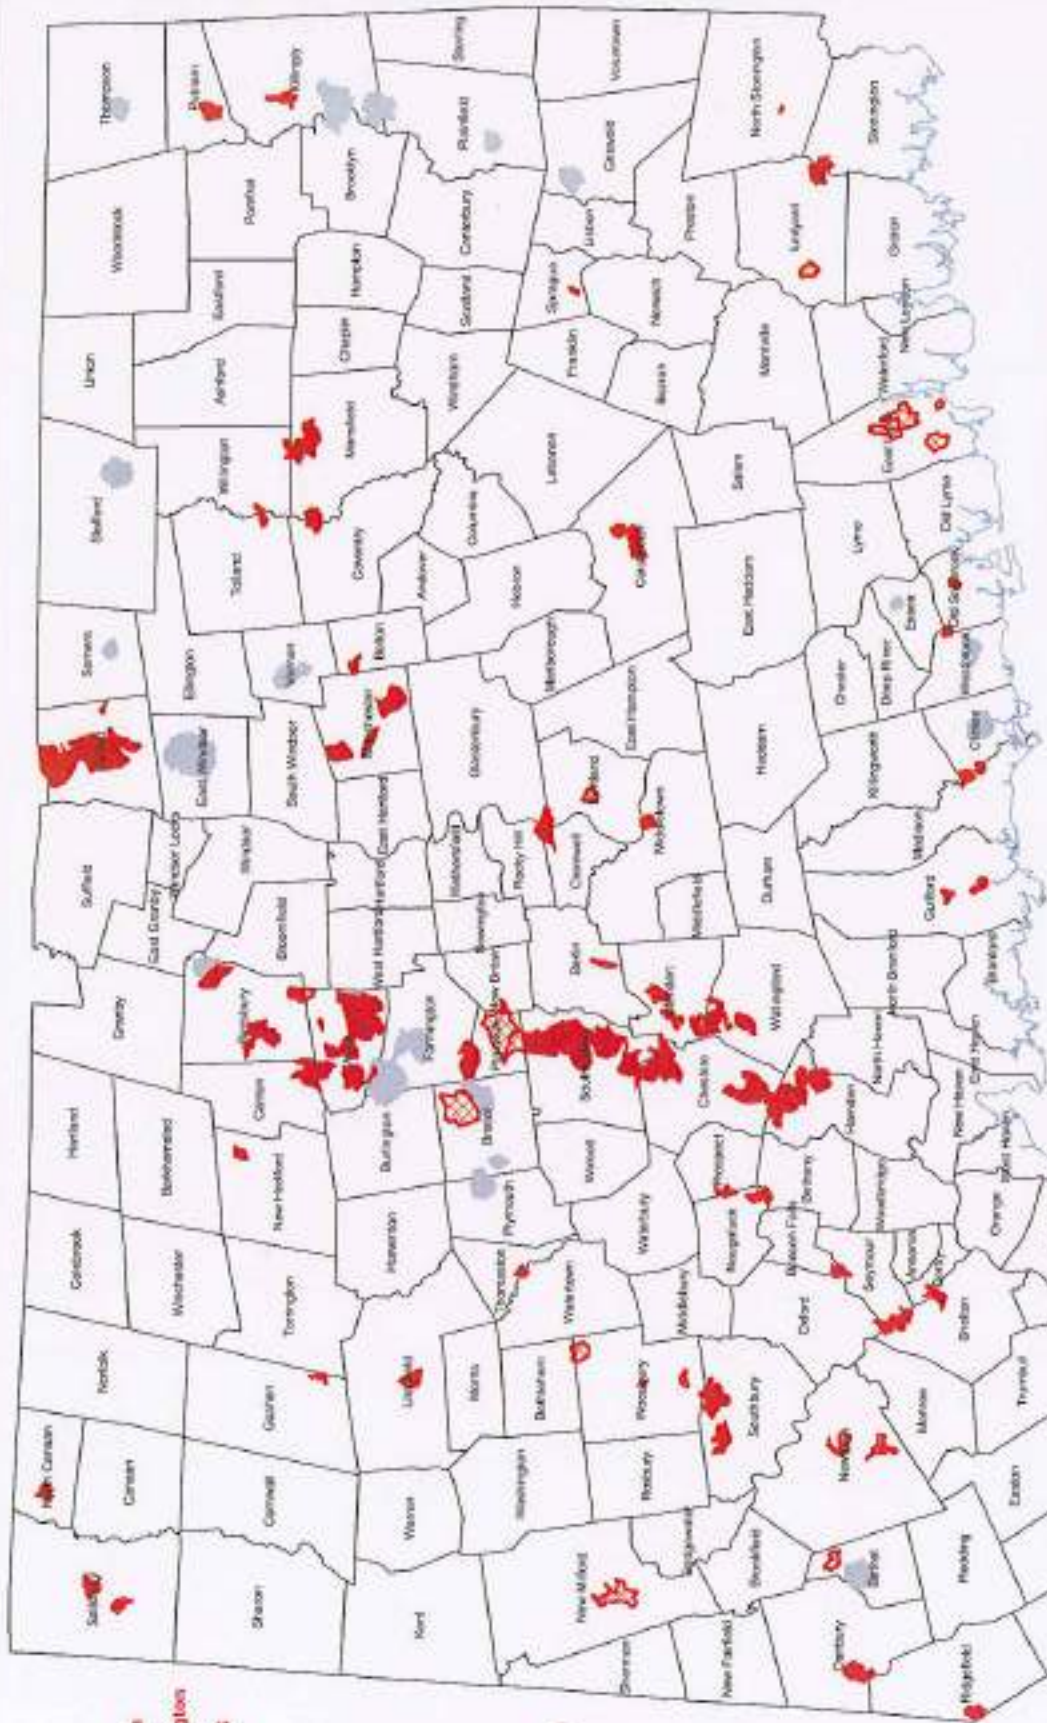 Salisbury
North Canaan
Norfolk
Colebrook
Hartland
Granby
Suffield
Enfield
Somers
Stafford
Union
Woodstock
Thompson
Canaan
Winchester
Barkhamsted
East Granby
Windsor Locks
East Windsor
Ellington
Willington
Ashford
Eastford
Pomfret
Putnam
Sharon
Cornwall
Goshen
Torrington
New Hartford
Canton
Simsbury
Bloomfield
Windsor
South Windsor
Vernon
Tolland
Killingly
Kent
Warren
Litchfield
Harwinton
Burlington
Avon
West Hartford
Hartford
East Hartford
Manchester
Bolton
Coventry
Mansfield
Chaplin
Hampton
Brooklyn
Sterling
Washington
Morris
Thomaston
Plymouth
Bristol
Farmington
Plainville
New Britain
Newington
Wethersfield
Glastonbury
Andover
Columbia
Windham
Scotland
Canterbury
Plainfield
New Milford
Roxbury
Bethlehem
Watertown
Woodbury
Wolcott
Southington
Berlin
Rocky Hill
Cromwell
Portland
Marlborough
Hebron
Lebanon
Franklin
Sprague
Lisbon
Griswold
Voluntown
Sherman
Bridgewater
Southbury
Middlebury
Waterbury
Cheshire
Meriden
Middlefield
Middletown
East Hampton
Colchester
Bozrah
Norwich
Preston
North Stonington
New Fairfield
Brookfield
Newtown
Oxford
Naugatuck
Prospect
Beacon Falls
Bethany
Hamden
Wallingford
Durham
Haddam
East Haddam
Salem
Montville
Ledyard
Stonington
Danbury
Bethel
Monroe
Seymour
Ansonia
Derby
Woodbridge
North Haven
North Branford
Guilford
Madison
Killingworth
Chester
Deep River
Essex
Lyme
East
Waterford
New London
Groton
Ridgefield
Redding
Easton
Trumbull
Shelton
Orange
West Haven
New Haven
East Haven
Branford
Clinton
Westbrook
Old Saybrook
Old Lyme
gton